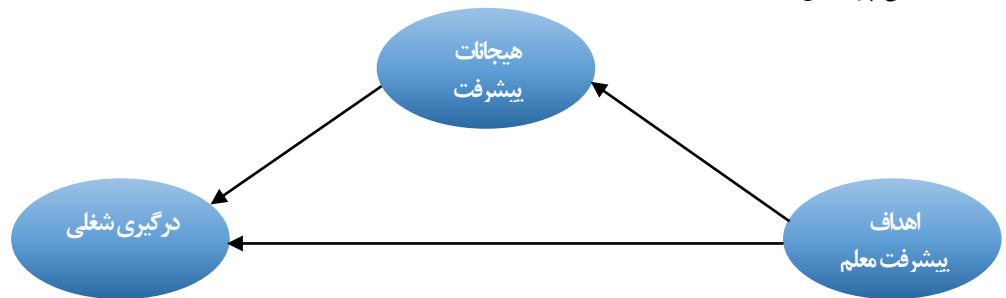 هیجانات
پیشرفت
درگیری شغلی
اهداف
پیشرفت معلم